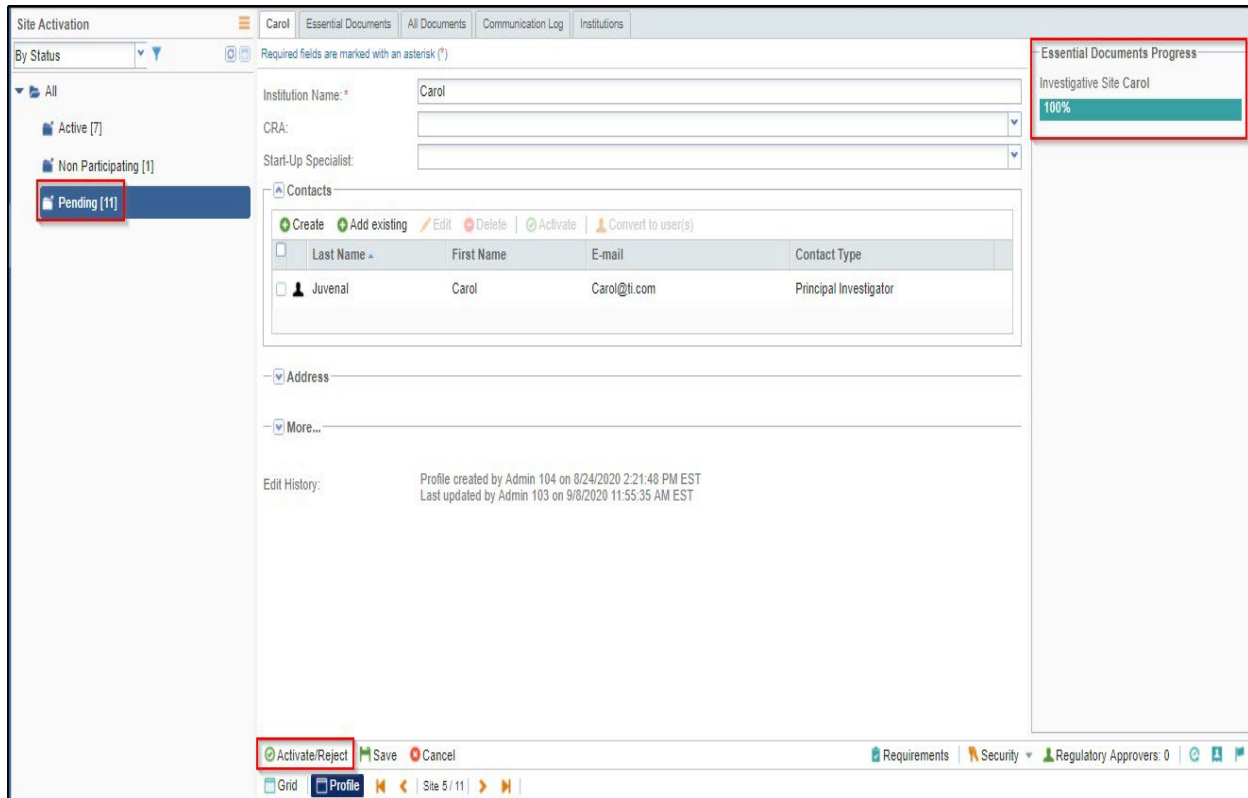 Site Activation
By Status
All
Active [7]
Non Participating [1]
Pending [11]
Carol
Essential Documents
All Documents
Communication Log
Institutions
Required fields are marked with an asterisk (*)
Institution Name:* Carol
CRA:
Start-Up Specialist:
Contacts
Create Add existing Edit Delete Activate Convert to user(s)
Last Name First Name E-mail Contact Type
Juvenal Carol Carol@ti.com Principal Investigator
Address
More...
Edit History: Profile created by Admin 104 on 8/24/2020 2:21:48 PM EST
Last updated by Admin 103 on 9/8/2020 11:55:35 AM EST
Essential Documents Progress
Investigative Site Carol
100%
Activate/Reject Save Cancel Requirements Security Regulatory Approvers: 0
Grid Profile Site 5 / 11